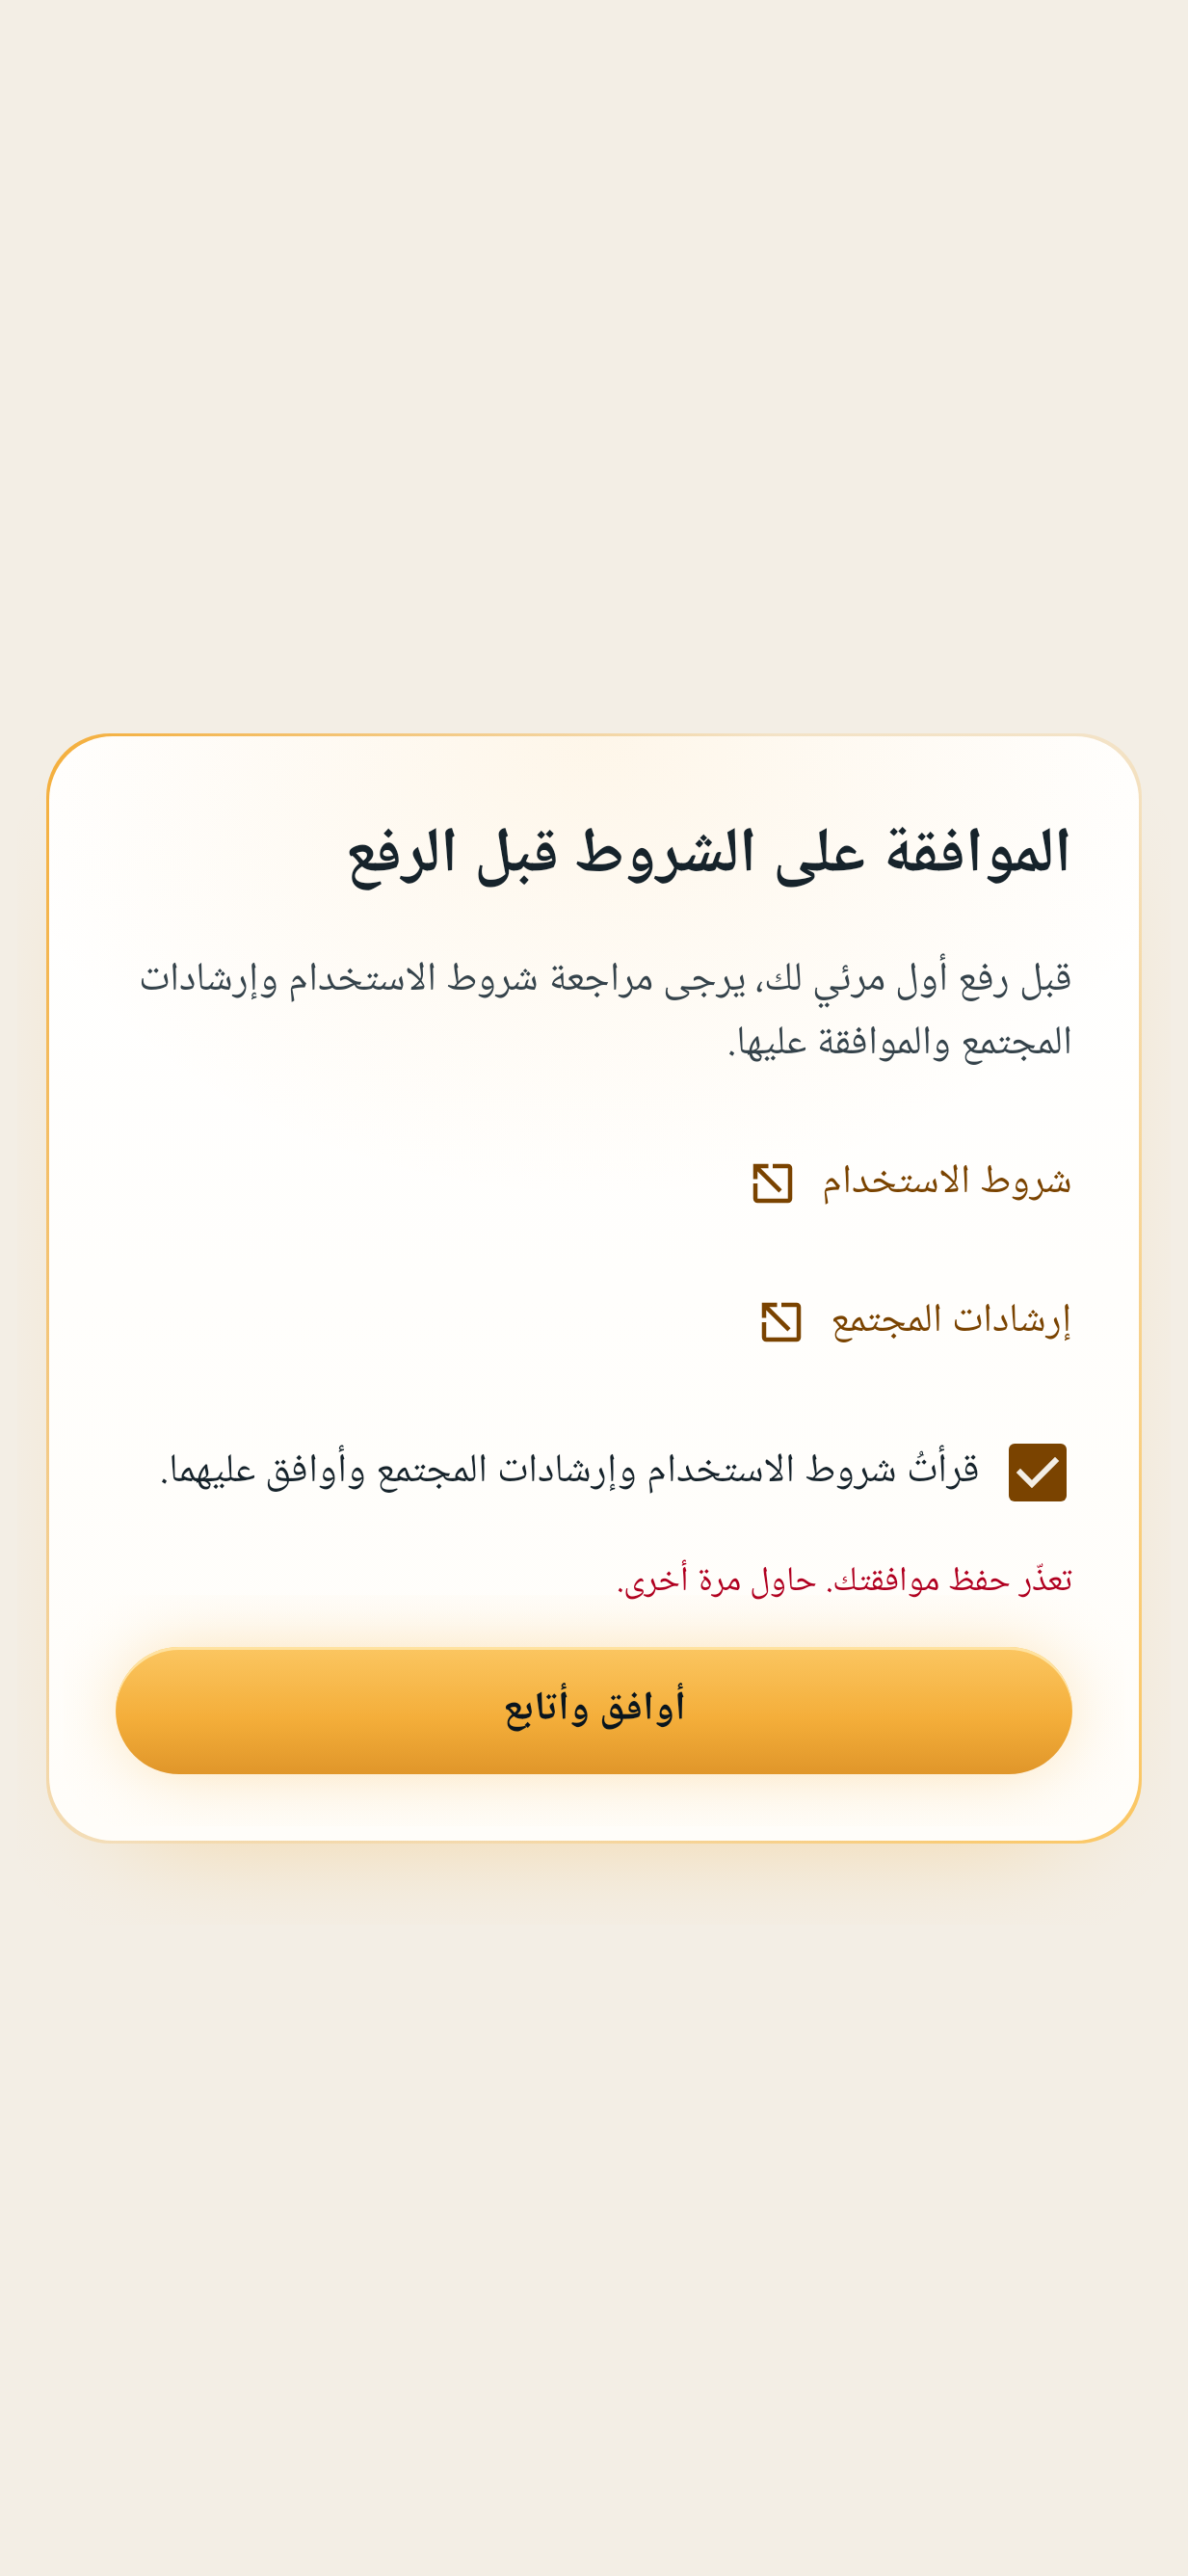 الموافقة على الشروط قبل الرفع
قبل رفع أول مرئي لك، يرجى مراجعة شروط الاستخدام وإرشادات
المجتمع والموافقة عليها.
شروط الاستخدام
إرشادات المجتمع
قرأتُ شروط الاستخدام وإرشادات المجتمع وأوافق عليهما.
تعذّر حفظ موافقتك. حاول مرة أخرى.
أوافق وأتابع